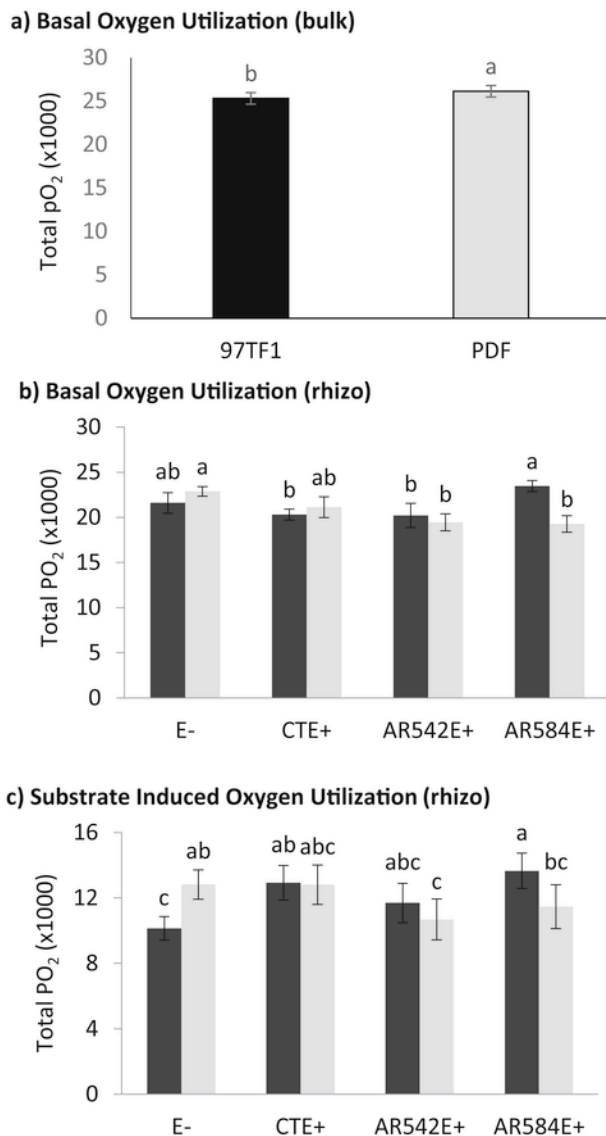 a) Basal Oxygen Utilization (bulk)
Total pO₂ (x1000)
30
25
20
15
10
5
0
b
a
97TF1
PDF
b) Basal Oxygen Utilization (rhizo)
Total PO₂ (x1000)
30
25
20
15
10
5
0
ab
a
b
ab
b
b
a
b
E-
CTE+
AR542E+
AR584E+
c) Substrate Induced Oxygen Utilization (rhizo)
Total PO₂ (x1000)
16
12
8
4
0
c
ab
ab
abc
abc
c
a
bc
E-
CTE+
AR542E+
AR584E+